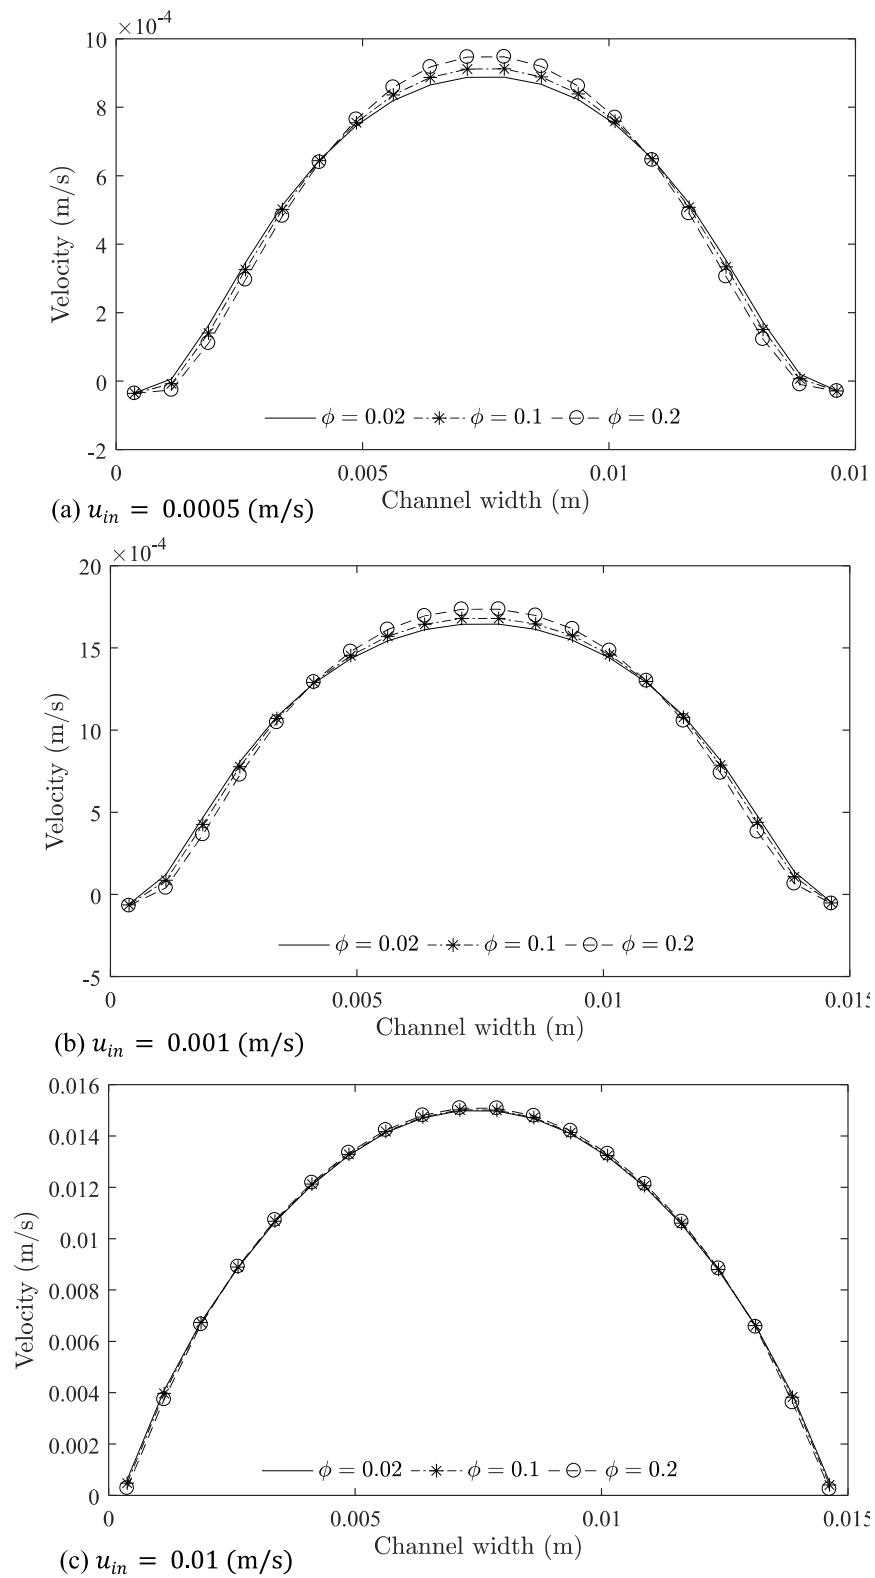 ×10⁻⁴
10
8
6
4
2
0
-2
Velocity (m/s)
ϕ = 0.02 ϕ = 0.1 ϕ = 0.2
0 0.005 0.01 0.01
Channel width (m)
(a) u_in = 0.0005 (m/s)
×10⁻⁴
20
15
10
5
0
-5
Velocity (m/s)
ϕ = 0.02 ϕ = 0.1 ϕ = 0.2
0 0.005 0.01 0.015
Channel width (m)
(b) u_in = 0.001 (m/s)
0.016
0.014
0.012
0.01
0.008
0.006
0.004
0.002
0
Velocity (m/s)
ϕ = 0.02 ϕ = 0.1 ϕ = 0.2
0 0.005 0.01 0.015
Channel width (m)
(c) u_in = 0.01 (m/s)